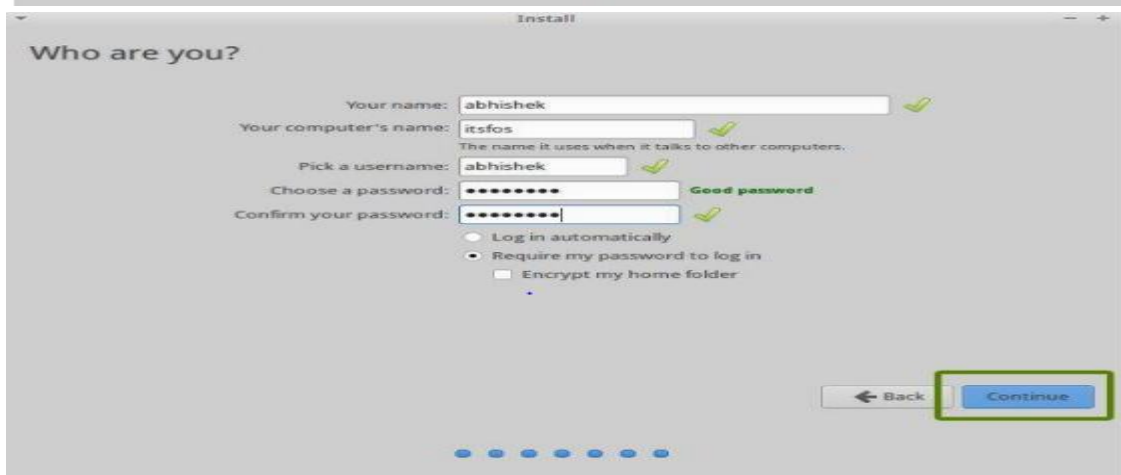 Install
Who are you?
Your name: abhishek
Your computer's name: itsfos
The name it uses when it talks to other computers.
Pick a username: abhishek
Choose a password: ●●●●●●●● Good password
Confirm your password: ●●●●●●●●
Log in automatically
Require my password to log in
Encrypt my home folder
Back Continue